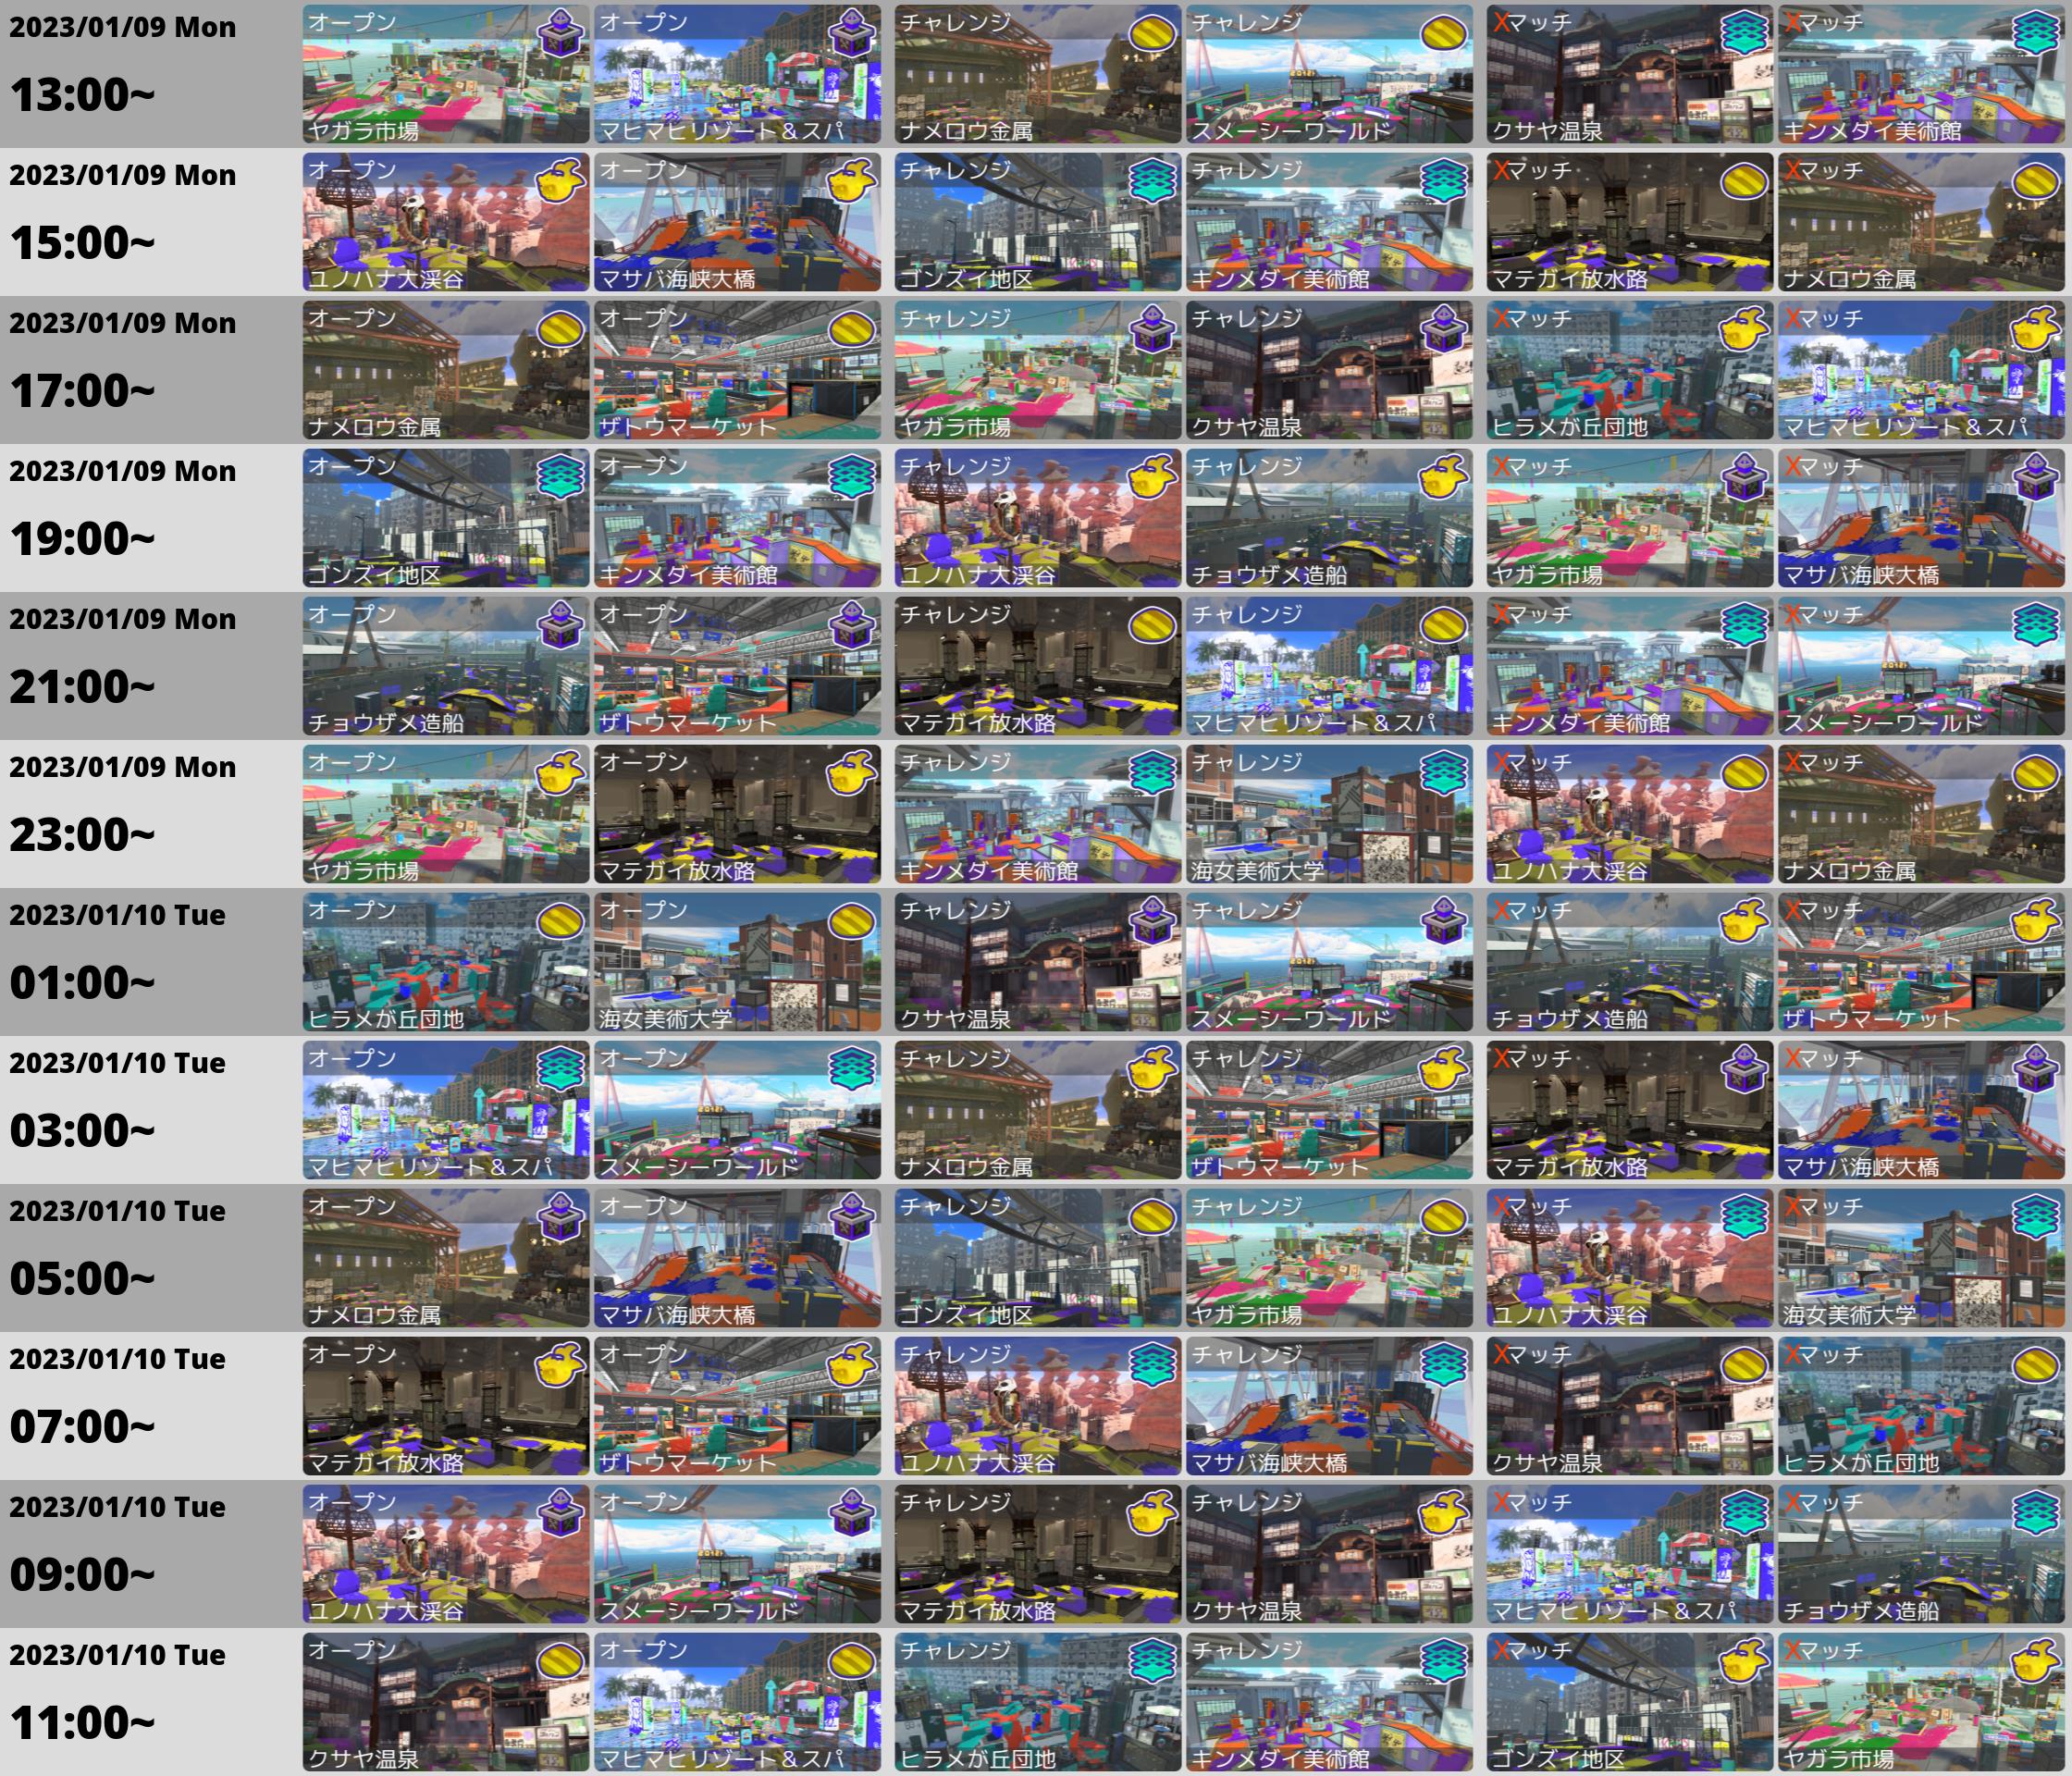 2023/01/09 Mon
13:00~
オープン オープン チャレンジ チャレンジ Xマッチ Xマッチ
ヤガラ市場 マヒマヒリゾート＆スパ ナメロウ金属 スメーシーワールド クサヤ温泉 キンメダイ美術館
2023/01/09 Mon
15:00~
オープン オープン チャレンジ チャレンジ Xマッチ Xマッチ
ユノハナ大渓谷 マサバ海峡大橋 ゴンズイ地区 キンメダイ美術館 マテガイ放水路 ナメロウ金属
2023/01/09 Mon
17:00~
オープン オープン チャレンジ チャレンジ Xマッチ Xマッチ
ナメロウ金属 ザトウマーケット ヤガラ市場 クサヤ温泉 ヒラメが丘団地 マヒマヒリゾート＆スパ
2023/01/09 Mon
19:00~
オープン オープン チャレンジ チャレンジ Xマッチ Xマッチ
ゴンズイ地区 キンメダイ美術館 ユノハナ大渓谷 チョウザメ造船 ヤガラ市場 マサバ海峡大橋
2023/01/09 Mon
21:00~
オープン オープン チャレンジ チャレンジ Xマッチ Xマッチ
チョウザメ造船 ザトウマーケット マテガイ放水路 マヒマヒリゾート＆スパ キンメダイ美術館 スメーシーワールド
2023/01/09 Mon
23:00~
オープン オープン チャレンジ チャレンジ Xマッチ Xマッチ
ヤガラ市場 マテガイ放水路 キンメダイ美術館 海女美術大学 ユノハナ大渓谷 ナメロウ金属
2023/01/10 Tue
01:00~
オープン オープン チャレンジ チャレンジ Xマッチ Xマッチ
ヒラメが丘団地 海女美術大学 クサヤ温泉 スメーシーワールド チョウザメ造船 ザトウマーケット
2023/01/10 Tue
03:00~
オープン オープン チャレンジ チャレンジ Xマッチ Xマッチ
マヒマヒリゾート＆スパ スメーシーワールド ナメロウ金属 ザトウマーケット マテガイ放水路 マサバ海峡大橋
2023/01/10 Tue
05:00~
オープン オープン チャレンジ チャレンジ Xマッチ Xマッチ
ナメロウ金属 マサバ海峡大橋 ゴンズイ地区 ヤガラ市場 ユノハナ大渓谷 海女美術大学
2023/01/10 Tue
07:00~
オープン オープン チャレンジ チャレンジ Xマッチ Xマッチ
マテガイ放水路 ザトウマーケット ユノハナ大渓谷 マサバ海峡大橋 クサヤ温泉 ヒラメが丘団地
2023/01/10 Tue
09:00~
オープン オープン チャレンジ チャレンジ Xマッチ Xマッチ
ユノハナ大渓谷 スメーシーワールド マテガイ放水路 クサヤ温泉 マヒマヒリゾート＆スパ チョウザメ造船
2023/01/10 Tue
11:00~
オープン オープン チャレンジ チャレンジ Xマッチ Xマッチ
クサヤ温泉 マヒマヒリゾート＆スパ ヒラメが丘団地 キンメダイ美術館 ゴンズイ地区 ヤガラ市場